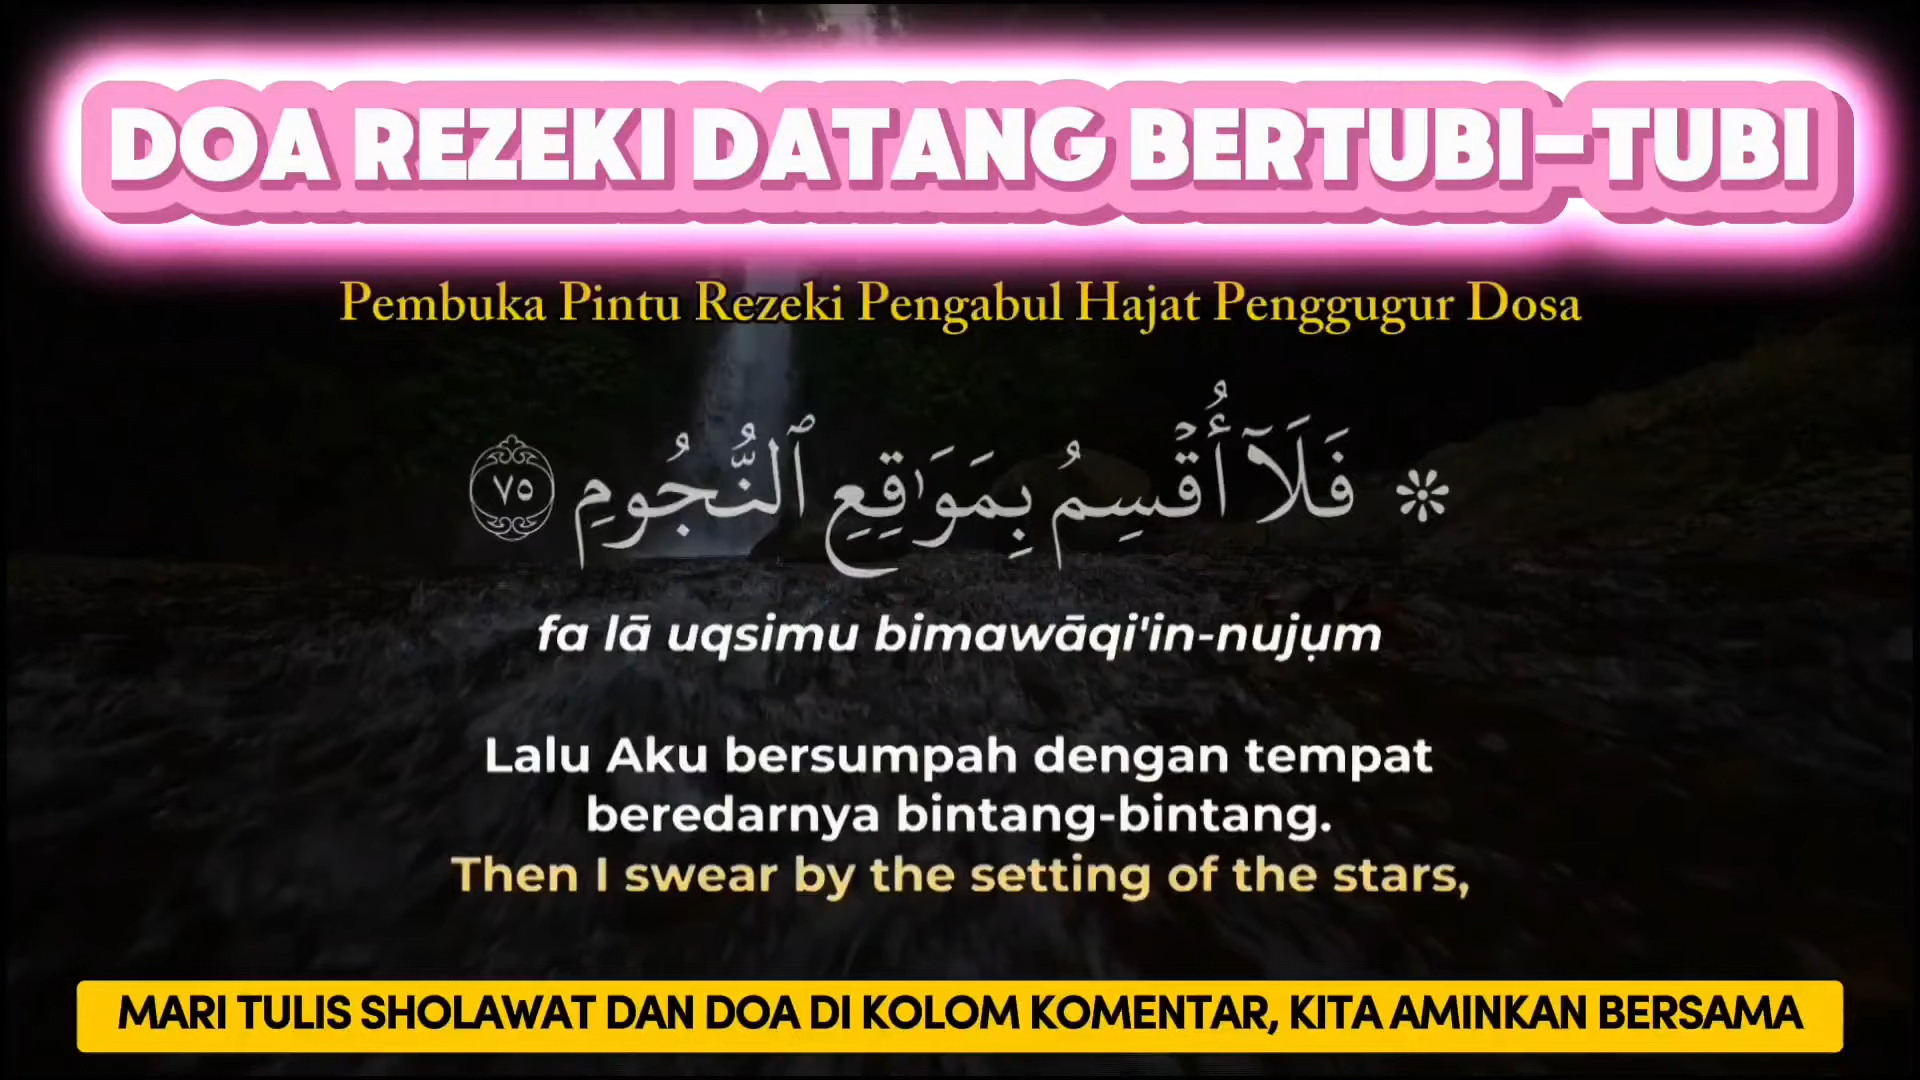 DOA REZEKI DATANG BERTUBI-TUBI
Pembuka Pintu Rezeki Pengabul Hajat Penggugur Dosa
۞ فَلَآ أُقْسِمُ بِمَوَٰقِعِ ٱلنُّجُومِ ٧٥
fa lā uqsimu bimawāqi'in-nujụm
Lalu Aku bersumpah dengan tempat
beredarnya bintang-bintang.
Then I swear by the setting of the stars,
MARI TULIS SHOLAWAT DAN DOA DI KOLOM KOMENTAR, KITA AMINKAN BERSAMA